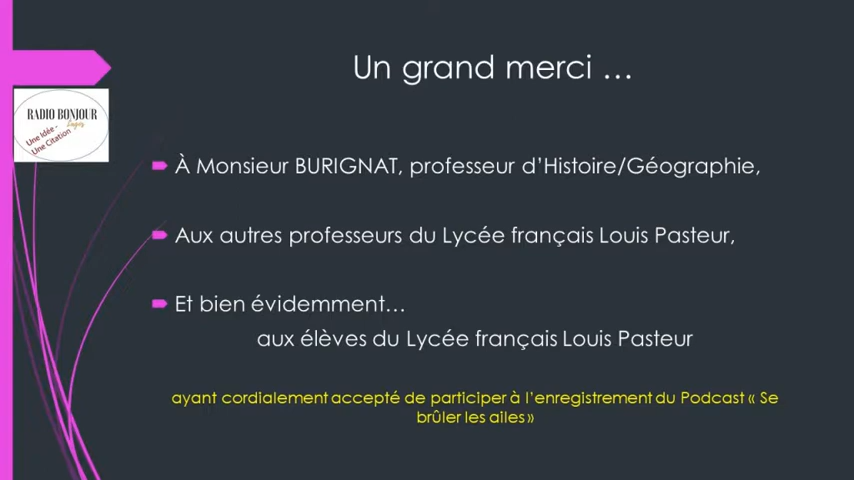 Un grand merci …
RADIO BONJOUR
Lagos
Une Idée -
Une Citation
À Monsieur BURIGNAT, professeur d’Histoire/Géographie,
Aux autres professeurs du Lycée français Louis Pasteur,
Et bien évidemment…
aux élèves du Lycée français Louis Pasteur
ayant cordialement accepté de participer à l’enregistrement du Podcast « Se
brûler les ailes »